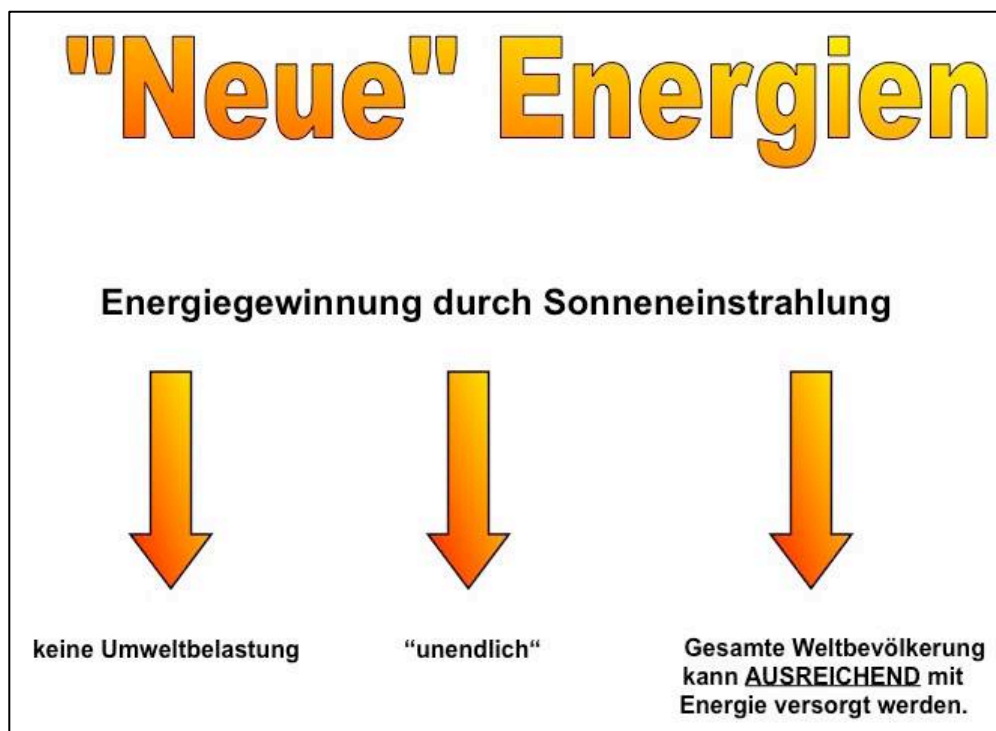 "Neue" Energien
Energiegewinnung durch Sonneneinstrahlung
keine Umweltbelastung
“unendlich“
Gesamte Weltbevölkerung
kann AUSREICHEND mit
Energie versorgt werden.